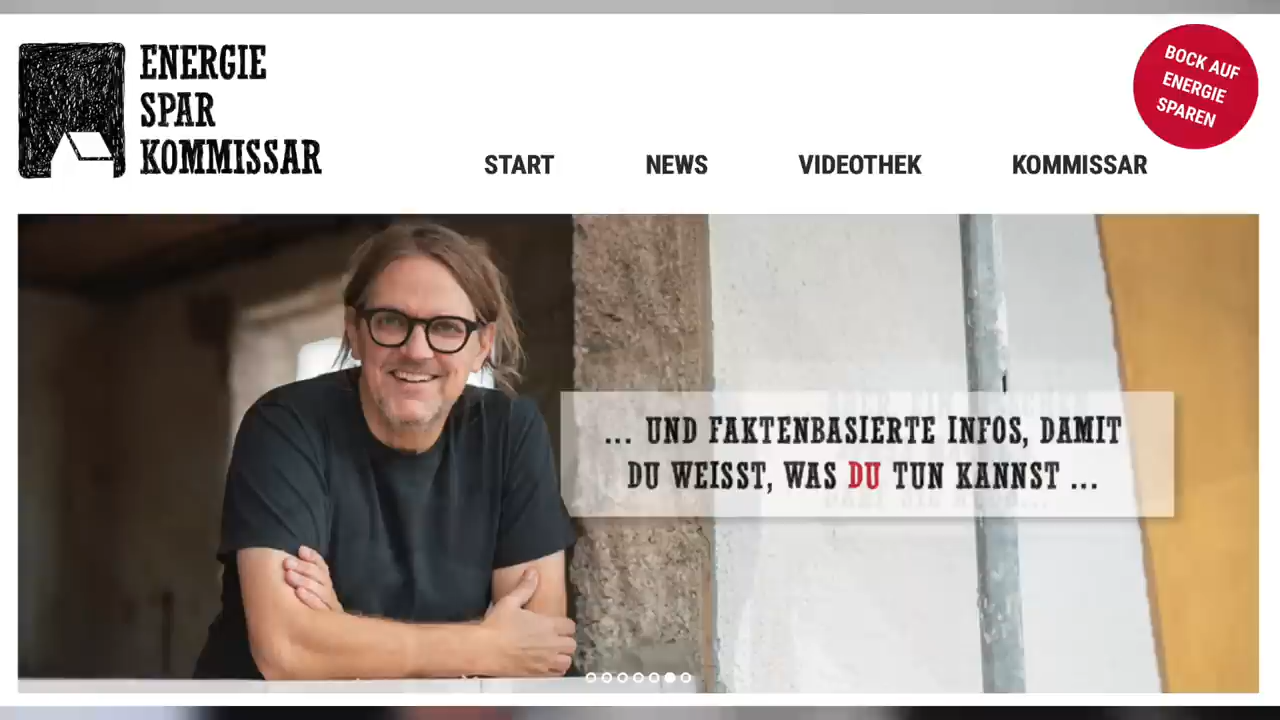 ENERGIE
SPAR
KOMMISSAR
BOCK AUF
ENERGIE
SPAREN
START NEWS VIDEOTHEK KOMMISSAR
... UND FAKTENBASIERTE INFOS, DAMIT
DU WEISST, WAS DU TUN KANNST ...